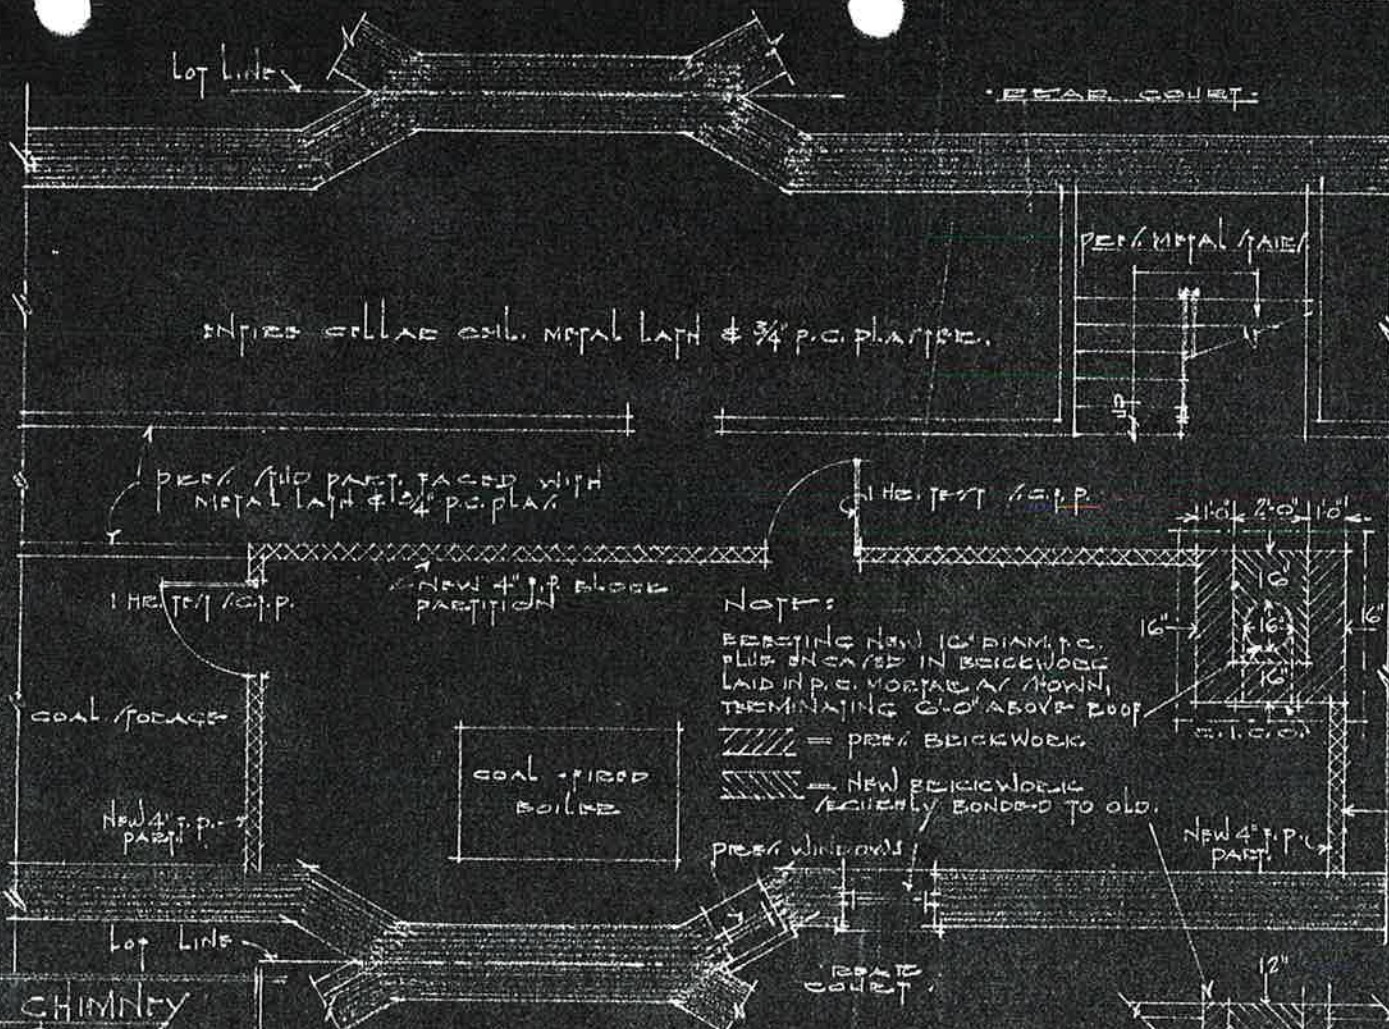 LOT LINE
REAR COURT
PRES. METAL STAIRS
ENTIRE CELLAR CEIL. METAL LATH & 3/4" P.C. PLASTER.
UP
PRES. STUD PART. FACED WITH
METAL LATH & 3/4" P.C. PLAS.
1 HR. TEST S.C.F.P.
1'0" 2'-0" 1'0"
NEW 4" F.P. BLOCK
PARTITION
1 HR. TEST S.C.F.P.
NOTE:
ERECTING NEW 16" DIAM. F.C.
FLUE ENCASED IN BRICKWORK
LAID IN P.C. MORTAR AS SHOWN,
TERMINATING 6'-0" ABOVE ROOF
16"
16"
16"
16"
16"
C.I.C.O.
COAL STORAGE
= PRES. BRICKWORK
COAL-FIRED
BOILER
= NEW BRICKWORK
SECURELY BONDED TO OLD.
NEW 4" F.P.
PART.
PRES. WINDOWS
NEW 4" F.P.
PART.
LOT LINE
REAR
COURT.
12"
CHIMNEY